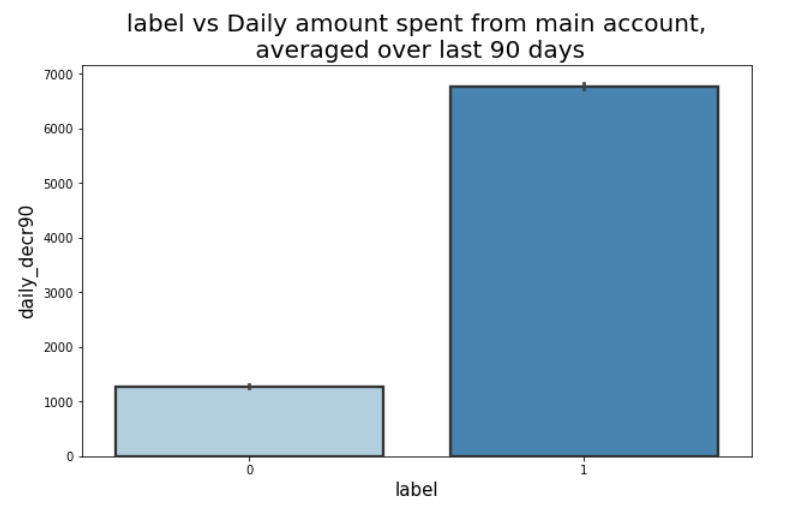 label vs Daily amount spent from main account,
averaged over last 90 days
7000
6000
5000
4000
3000
2000
1000
0
daily_decr90
0
1
label